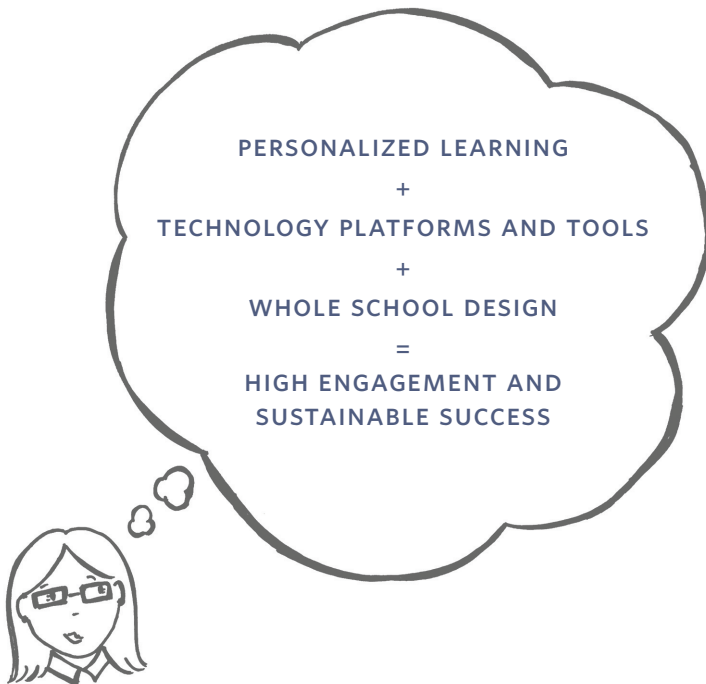 PERSONALIZED LEARNING
+
TECHNOLOGY PLATFORMS AND TOOLS
+
WHOLE SCHOOL DESIGN
=
HIGH ENGAGEMENT AND
SUSTAINABLE SUCCESS